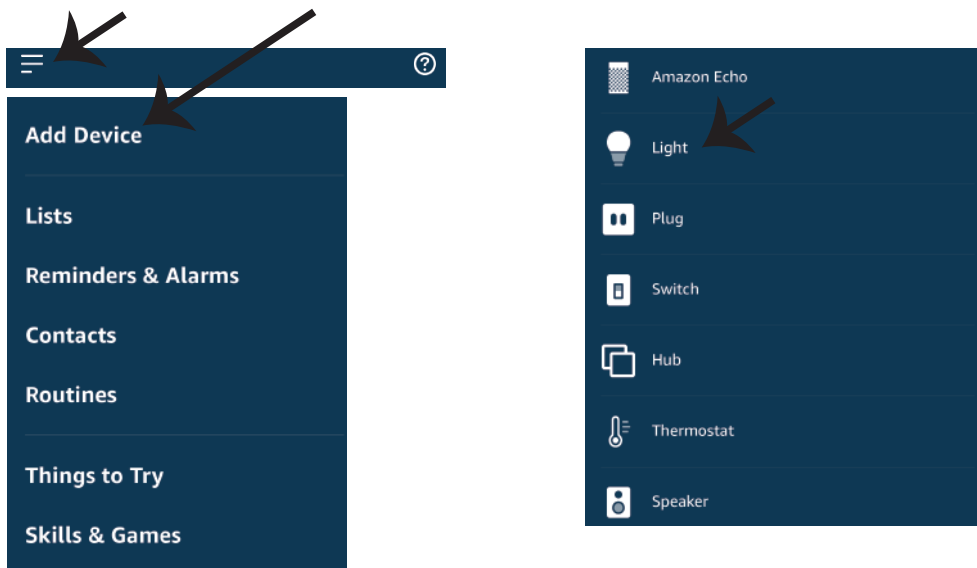 Add Device
Lists
Reminders & Alarms
Contacts
Routines
Things to Try
Skills & Games
Amazon Echo
Light
Plug
Switch
Hub
Thermostat
Speaker